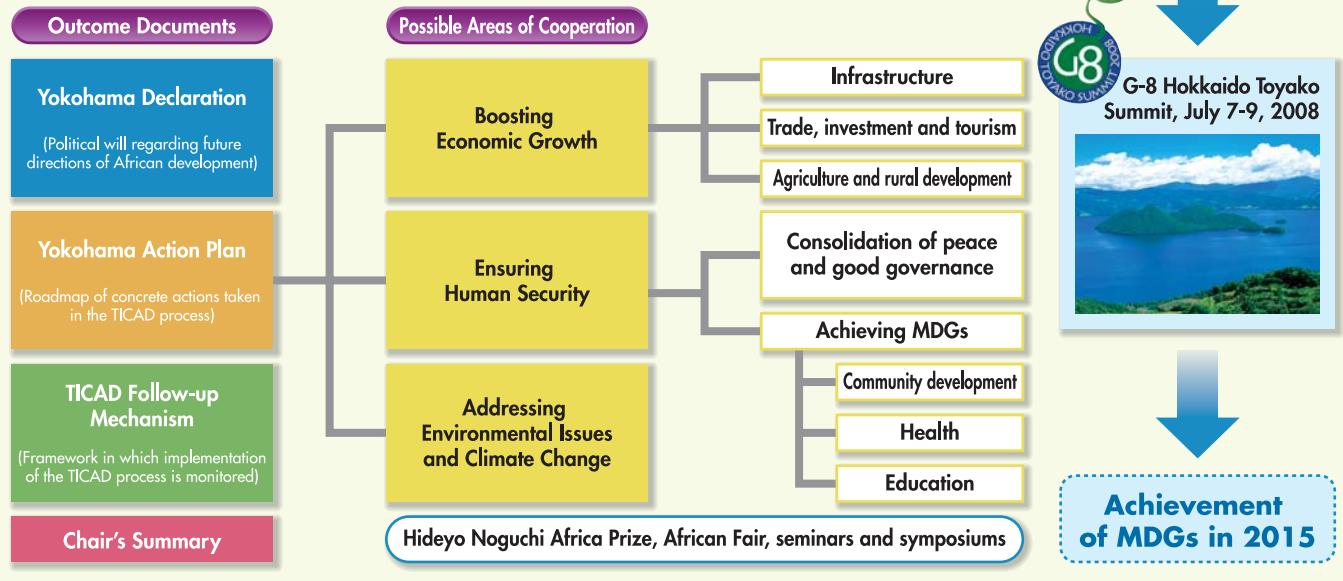 Outcome Documents
Yokohama Declaration
(Political will regarding future
directions of African development)
Yokohama Action Plan
(Roadmap of concrete actions taken
in the TICAD process)
TICAD Follow-up
Mechanism
(Framework in which implementation
of the TICAD process is monitored)
Chair's Summary
Possible Areas of Cooperation
Boosting
Economic Growth
Ensuring
Human Security
Addressing
Environmental Issues
and Climate Change
Infrastructure
Trade, investment and tourism
Agriculture and rural development
Consolidation of peace
and good governance
Achieving MDGs
Community development
Health
Education
Hideyo Noguchi Africa Prize, African Fair, seminars and symposiums
HOKKAIDO TOYAKO SUMMIT 2008
G8
G-8 Hokkaido Toyako
Summit, July 7-9, 2008
Achievement
of MDGs in 2015